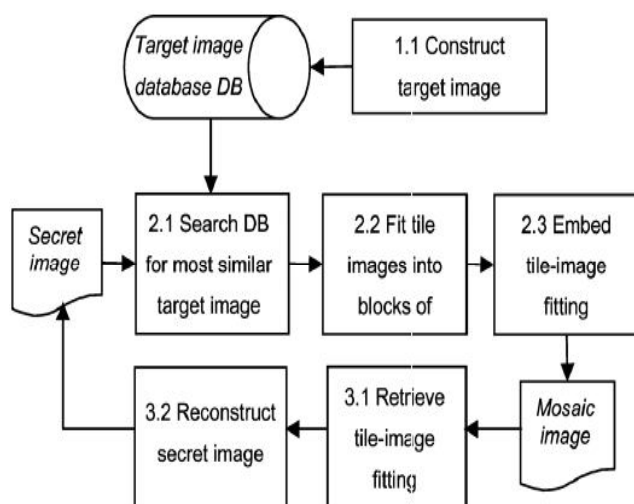 Target image
database DB
1.1 Construct
target image
Secret
image
2.1 Search DB
for most similar
target image
2.2 Fit tile
images into
blocks of
2.3 Embed
tile-image
fitting
3.2 Reconstruct
secret image
3.1 Retrieve
tile-image
fitting
Mosaic
image